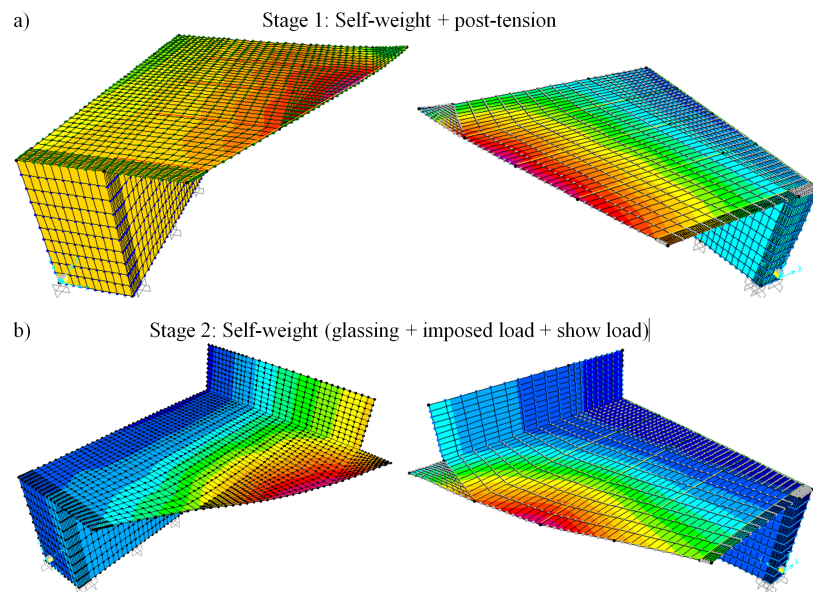 a) Stage 1: Self-weight + post-tension
b) Stage 2: Self-weight (glassing + imposed load + show load)